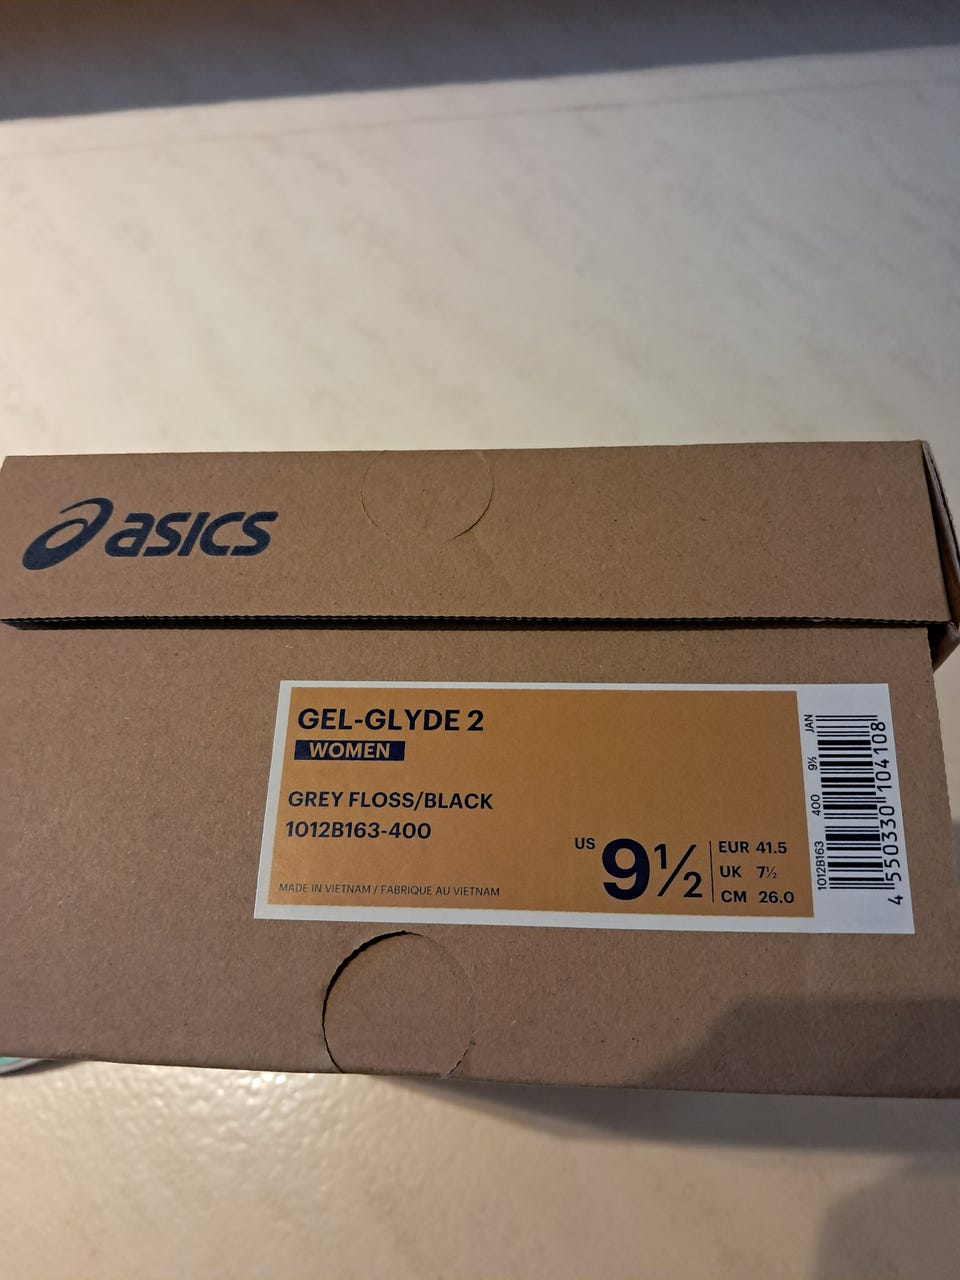 asics
GEL-GLYDE 2
WOMEN
GREY FLOSS/BLACK
1012B163-400
MADE IN VIETNAM / FABRIQUE AU VIETNAM
US 9½
EUR 41.5
UK 7½
CM 26.0
1012B163 400 9½ JAN
4 550330 104108